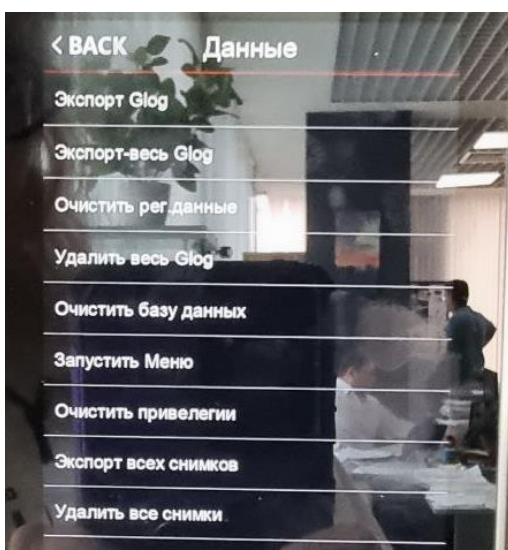 < BACK Данные
Экспорт Glog
Экспорт-весь Glog
Очистить рег.данные
Удалить весь Glog
Очистить базу данных
Запустить Меню
Очистить привелегии
Экспорт всех снимков
Удалить все снимки